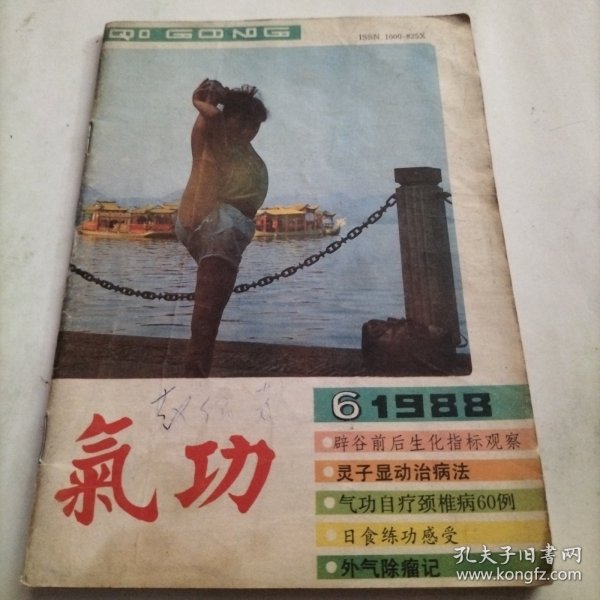 QI GONG
ISSN 1000-825X
6 1988
氣功
辟谷前后生化指标观察
灵子显动治病法
气功自疗颈椎病60例
日食练功感受
外气除瘤记
孔夫子旧书网
www.kongfz.com